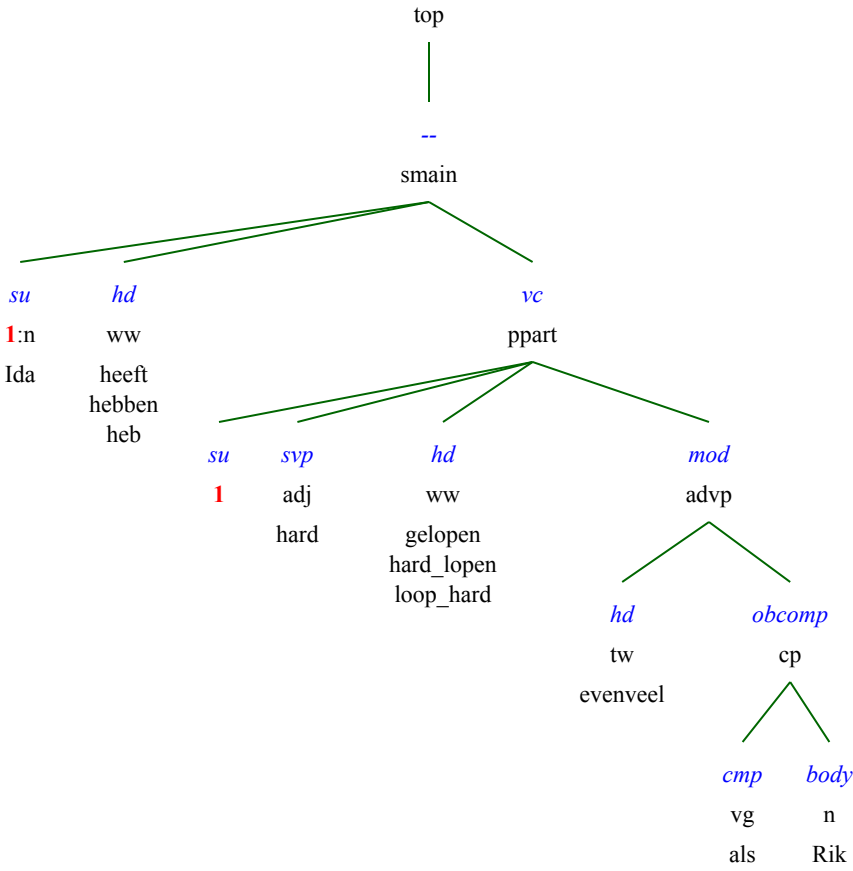 top
--
smain
su hd vc
1:n ww ppart
Ida heeft
hebben
heb
su svp hd mod
1 adj ww advp
hard gelopen
hard_lopen
loop_hard
hd obcomp
tw cp
evenveel
cmp body
vg n
als Rik